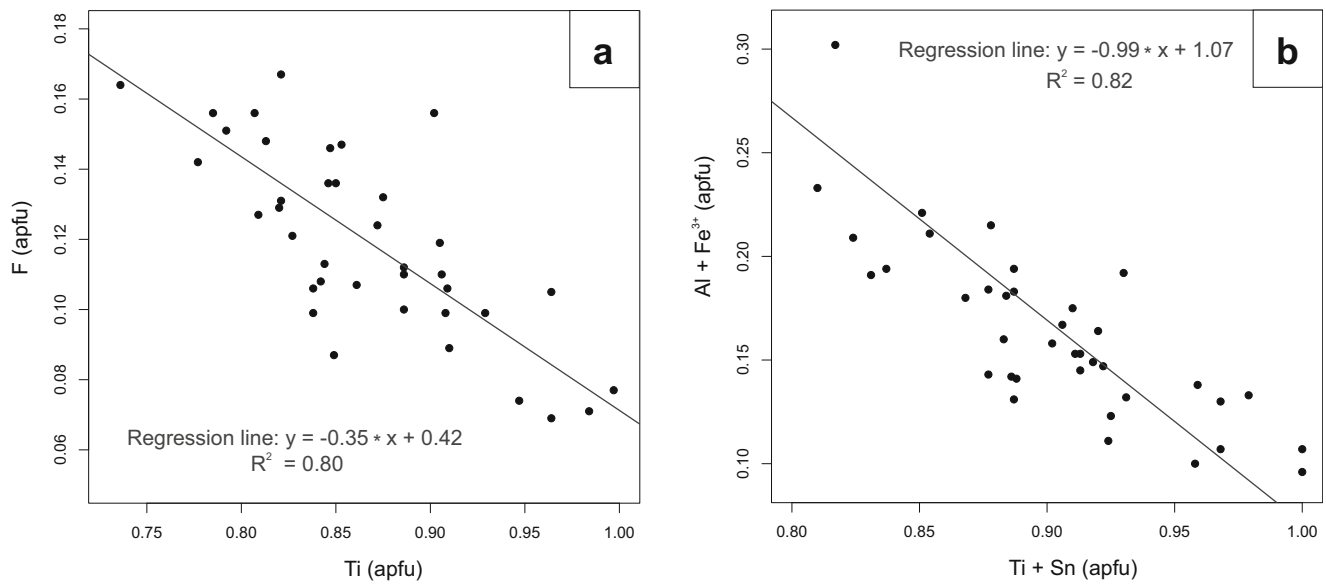 a
F (apfu)
0.18
0.16
0.14
0.12
0.10
0.08
0.06
Regression line: y = -0.35 * x + 0.42
R² = 0.80
0.75 0.80 0.85 0.90 0.95 1.00
Ti (apfu)
b
Regression line: y = -0.99 * x + 1.07
R² = 0.82
Al + Fe³⁺ (apfu)
0.30
0.25
0.20
0.15
0.10
0.80 0.85 0.90 0.95 1.00
Ti + Sn (apfu)